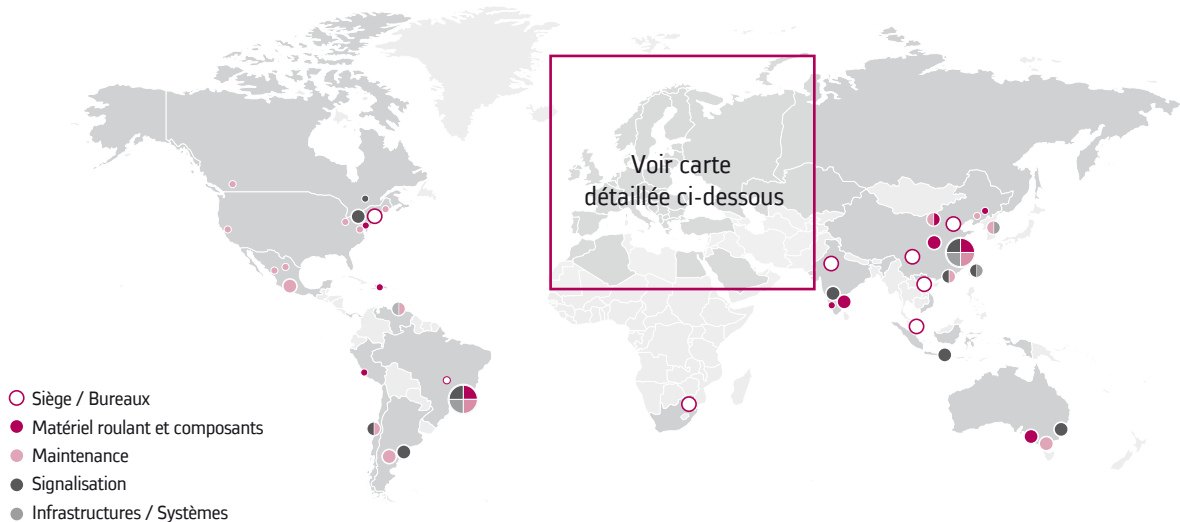 Voir carte
détaillée ci-dessous
Siège / Bureaux
Matériel roulant et composants
Maintenance
Signalisation
Infrastructures / Systèmes